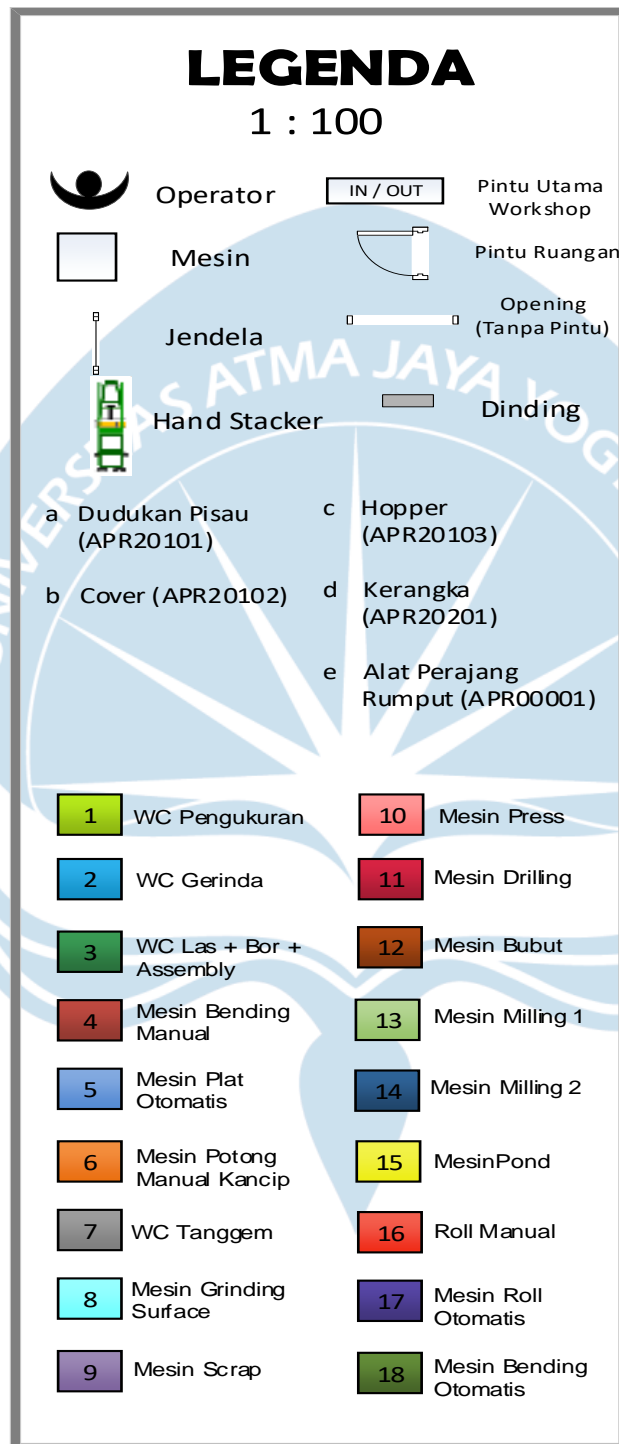 LEGENDA
1 : 100
Operator
IN / OUT
Pintu Utama
Workshop
Mesin
Pintu Ruangan
Jendela
Opening
(Tanpa Pintu)
Hand Stacker
Dinding
a Dudukan Pisau
(APR20101)
b Cover (APR20102)
c Hopper
(APR20103)
d Kerangka
(APR20201)
e Alat Perajang
Rumput (APR00001)
1 WC Pengukuran
2 WC Gerinda
3 WC Las + Bor +
Assembly
4 Mesin Bending
Manual
5 Mesin Plat
Otomatis
6 Mesin Potong
Manual Kancip
7 WC Tanggem
8 Mesin Grinding
Surface
9 Mesin Scrap
10 Mesin Press
11 Mesin Drilling
12 Mesin Bubut
13 Mesin Milling 1
14 Mesin Milling 2
15 MesinPond
16 Roll Manual
17 Mesin Roll
Otomatis
18 Mesin Bending
Otomatis
ATMA JAYA